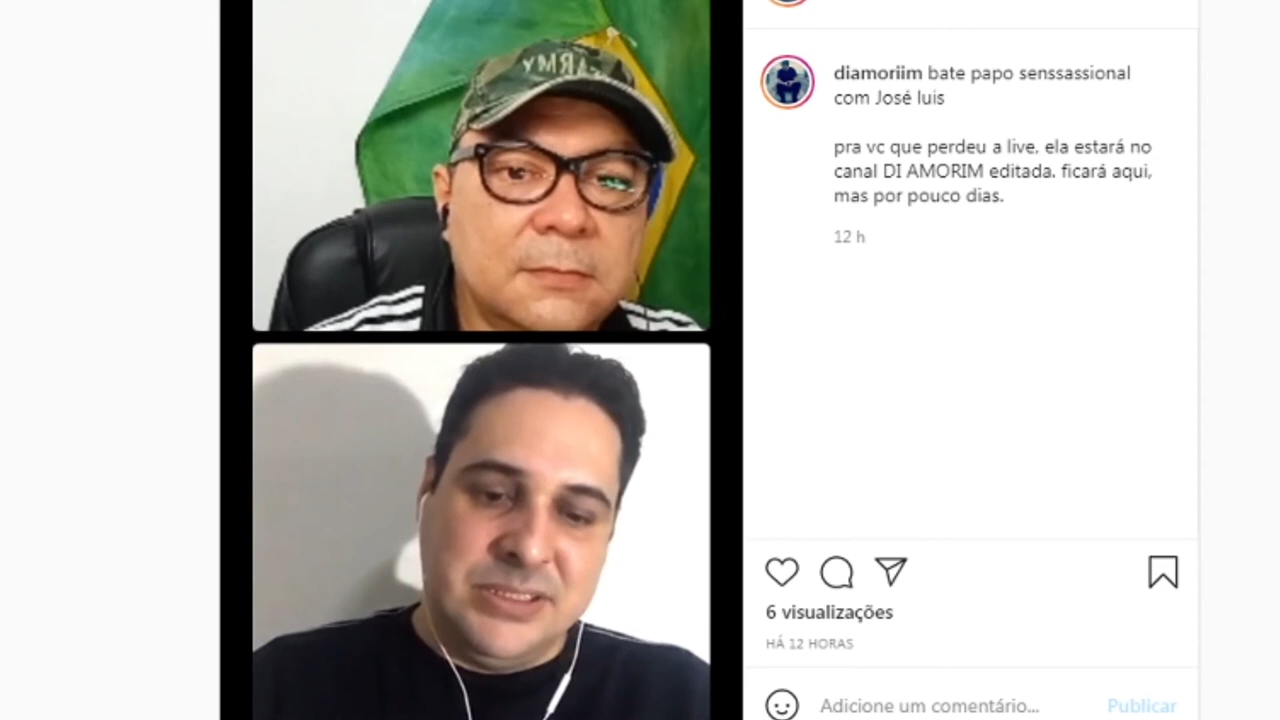 ARMY
diamoriim bate papo senssassional
com José luis
pra vc que perdeu a live, ela estará no
canal DI AMORIM editada. ficará aqui,
mas por pouco dias.
12 h
6 visualizações
HÁ 12 HORAS
Adicione um comentário... Publicar